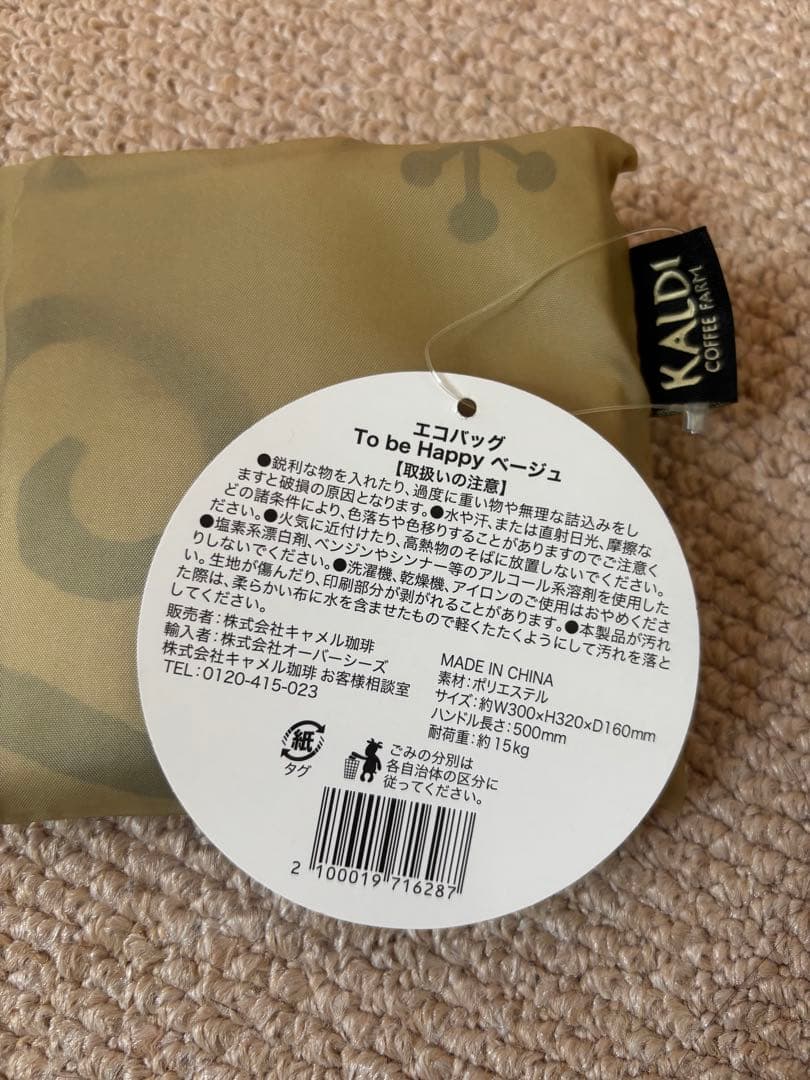 KALDI
COFFEE FARM
エコバッグ
To be Happy ベージュ
【取扱いの注意】
●鋭利な物を入れたり、過度に重い物や無理な詰込みをし
ますと破損の原因となります。●水や汗、または直射日光、摩擦な
どの諸条件により、色落ちや色移りすることがありますのでご注意く
ださい。●火気に近付けたり、高熱物のそばに放置しないでください。
●塩素系漂白剤、ベンジンやシンナー等のアルコール系溶剤を使用した
りしないでください。●洗濯機、乾燥機、アイロンのご使用はおやめくださ
い。生地が傷んだり、印刷部分が剥がれることがあります。●本製品が汚れ
た際は、柔らかい布に水を含ませたもので軽くたたくようにして汚れを落と
してください。
販売者：株式会社キャメル珈琲
輸入者：株式会社オーバーシーズ
株式会社キャメル珈琲 お客様相談室
TEL：0120-415-023
MADE IN CHINA
素材：ポリエステル
サイズ：約W300×H320×D160mm
ハンドル長さ：500mm
耐荷重：約15kg
紙
タグ
ごみの分別は
各自治体の区分に
従ってください。
2 100019 716287